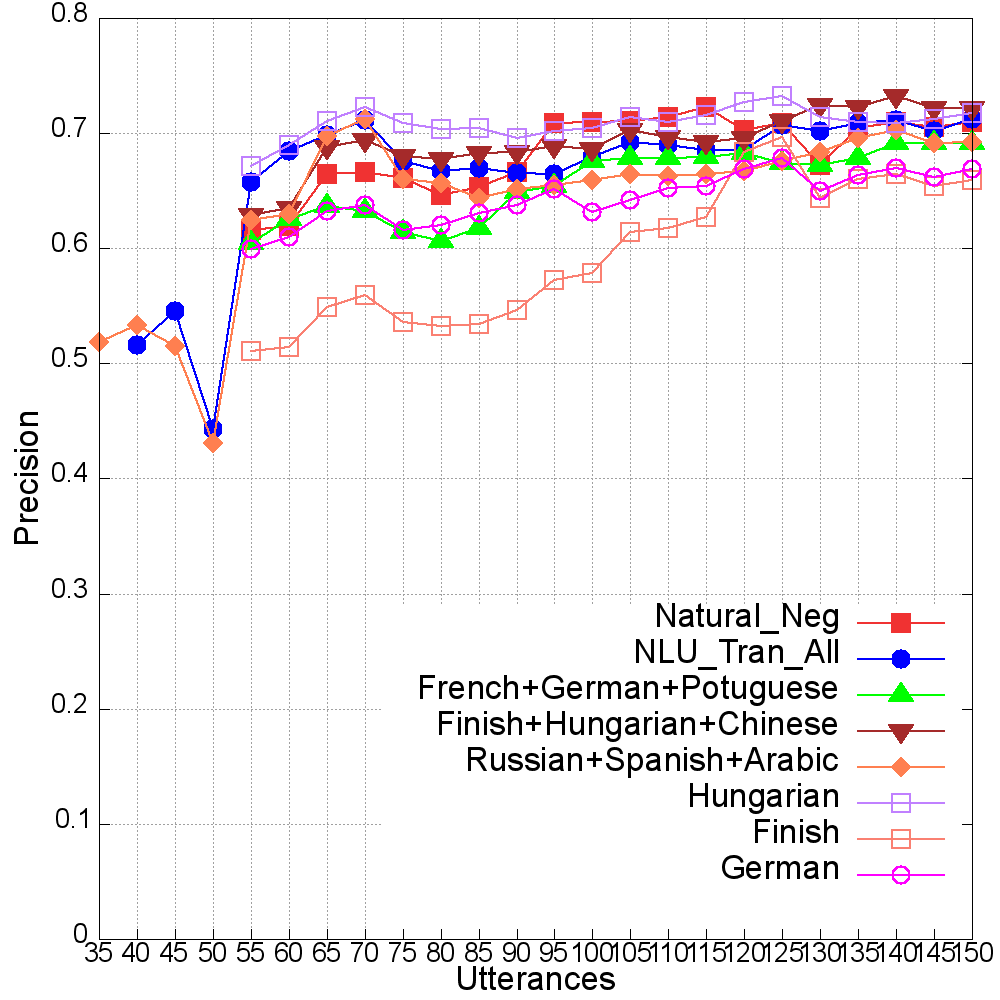 0.8
0.7
0.6
0.5
0.4
0.3
0.2
0.1
0
Precision
Natural_Neg
NLU_Tran_All
French+German+Potuguese
Finish+Hungarian+Chinese
Russian+Spanish+Arabic
Hungarian
Finish
German
35 40 45 50 55 60 65 70 75 80 85 90 95 100 105 110 115 120 125 130 135 140 145 150
Utterances